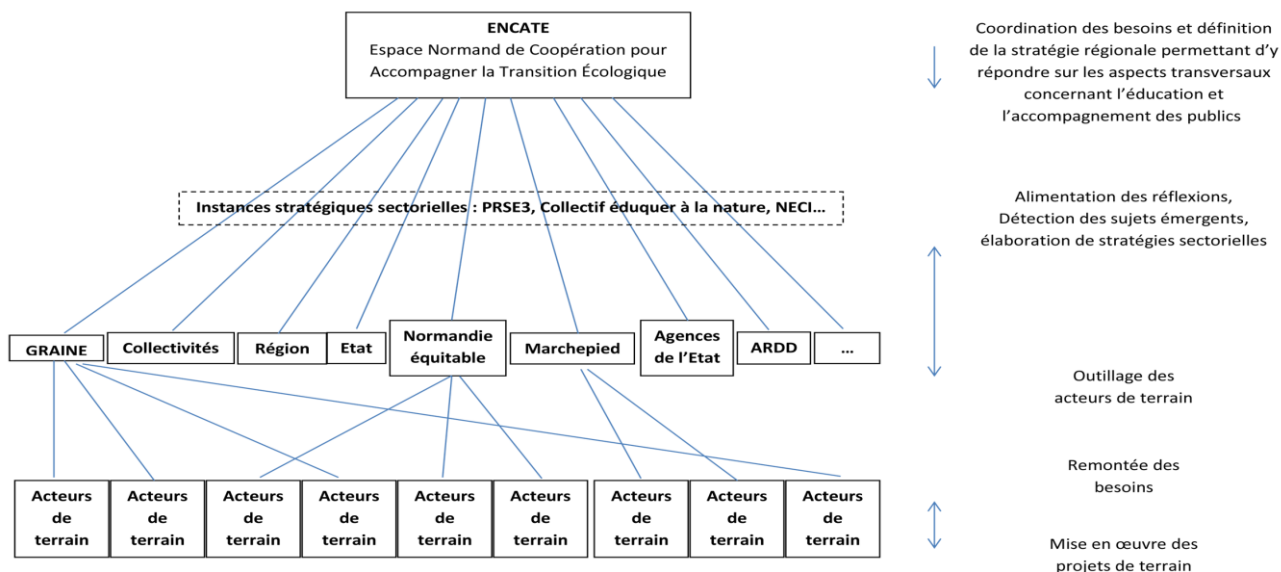 ENCATE
Espace Normand de Coopération pour
Accompagner la Transition Écologique
Coordination des besoins et définition
de la stratégie régionale permettant d’y
répondre sur les aspects transversaux
concernant l’éducation et
l’accompagnement des publics
Instances stratégiques sectorielles : PRSE3, Collectif éduquer à la nature, NECI…
Alimentation des réflexions,
Détection des sujets émergents,
élaboration de stratégies sectorielles
GRAINE
Collectivités
Région
Etat
Normandie
équitable
Marchepied
Agences
de l’Etat
ARDD
…
Outillage des
acteurs de terrain
Remontée des
besoins
Acteurs
de
terrain
Acteurs
de
terrain
Acteurs
de
terrain
Acteurs
de
terrain
Acteurs
de
terrain
Acteurs
de
terrain
Acteurs
de
terrain
Acteurs
de
terrain
Acteurs
de
terrain
Mise en œuvre des
projets de terrain